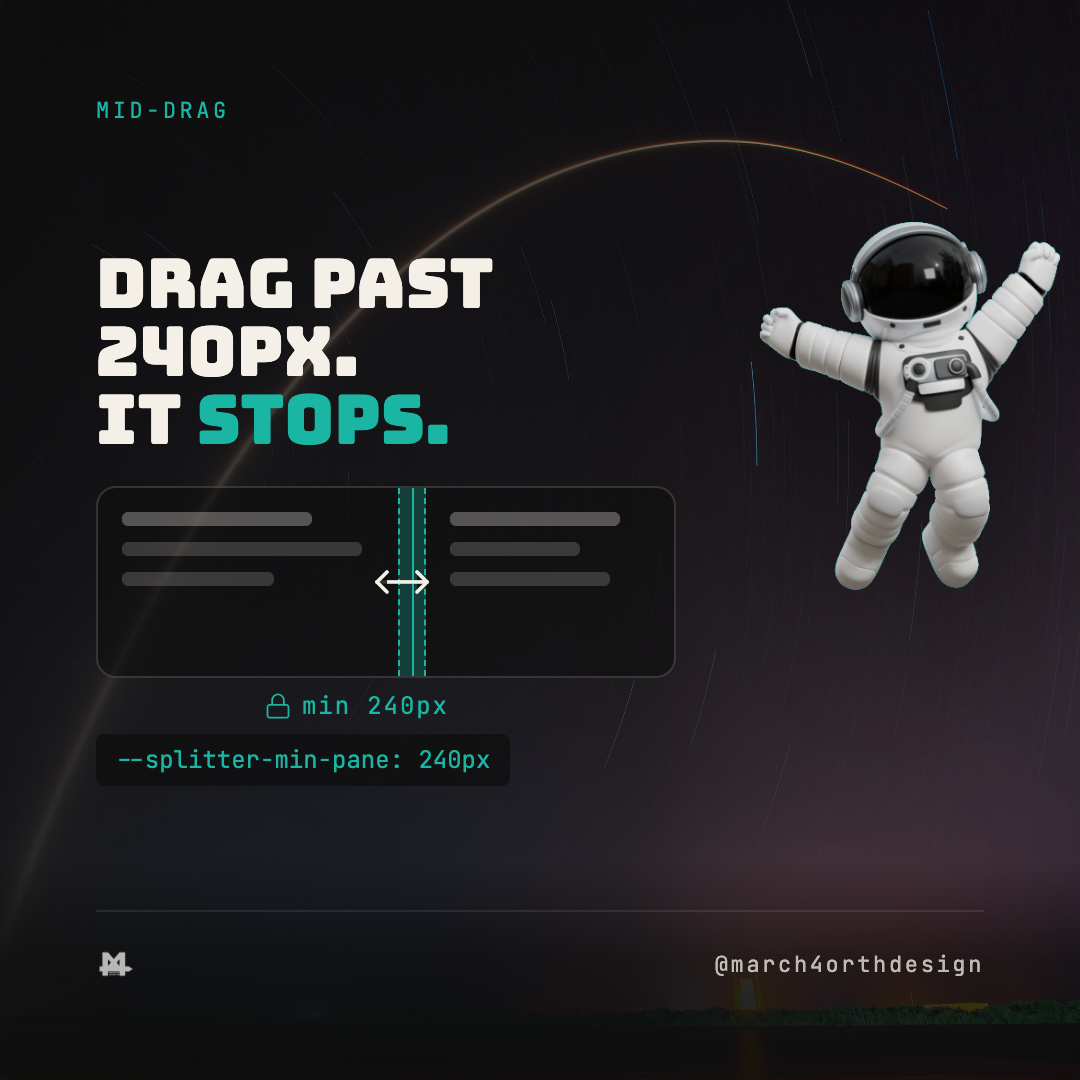 MID-DRAG
DRAG PAST
240PX.
IT STOPS.
min 240px
--splitter-min-pane: 240px
@march4orthdesign